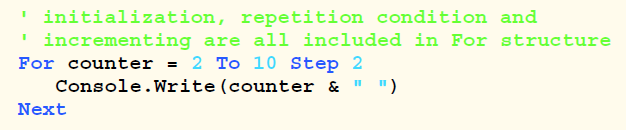 ' initialization, repetition condition and
' incrementing are all included in For structure
For counter = 2 To 10 Step 2
   Console.Write(counter & " ")
Next